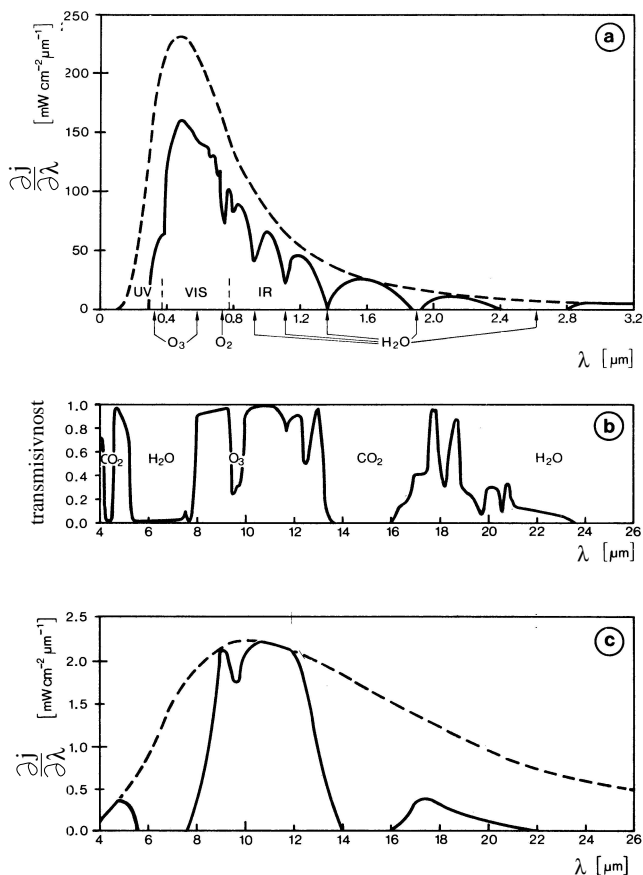 a
250
200
150
100
50
0
[mW cm⁻² μm⁻¹]
∂j
∂λ
UV VIS IR
0 0.4 0.8 1.2 1.6 2.0 2.4 2.8 3.2
O₃ O₂ H₂O
λ [μm]
b
transmisivnost
1.0
0.8
0.6
0.4
0.2
0.0
CO₂ H₂O O₃ CO₂ H₂O
4 6 8 10 12 14 16 18 20 22 24 26
λ [μm]
c
2.5
2.0
1.5
1.0
0.5
0.0
[mW cm⁻² μm⁻¹]
∂j
∂λ
4 6 8 10 12 14 16 18 20 22 24 26
λ [μm]